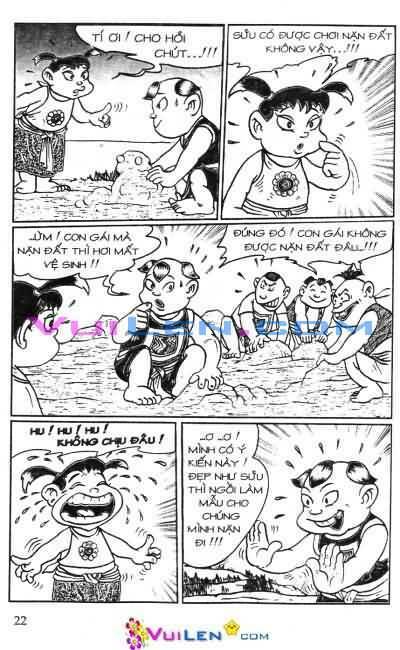 TÍ ƠI! CHO HỎI
CHÚT...!!!
SỬU CÓ ĐƯỢC CHƠI NẶN ĐẤT
KHÔNG VẬY...!!!
...ỪM! CON GÁI MÀ
NẶN ĐẤT THÌ HƠI MẤT
VỆ SINH!!
ĐÚNG ĐÓ! CON GÁI KHÔNG
ĐƯỢC NẶN ĐẤT ĐÂU...!!!
VUILEN.COM
HU! HU! HU!
KHÔNG CHỊU ĐÂU!
...Ơ...Ơ!
MÌNH CÓ Ý
KIẾN NÀY!
ĐẸP NHƯ SỬU
THÌ NGỒI LÀM
MẪU CHO
CHÚNG
MÌNH NẶN
ĐI!!!
22
VUILEN.COM